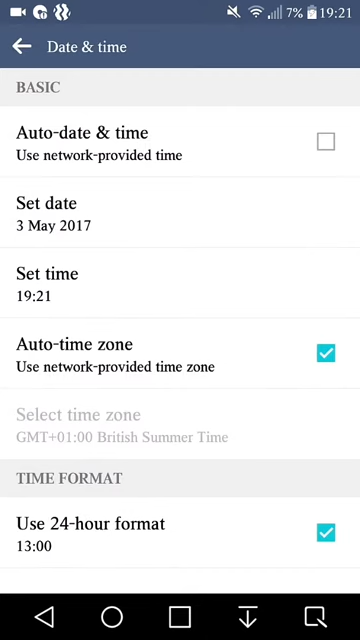 7% 19:21
Date & time
BASIC
Auto-date & time
Use network-provided time
Set date
3 May 2017
Set time
19:21
Auto-time zone
Use network-provided time zone
Select time zone
GMT+01:00 British Summer Time
TIME FORMAT
Use 24-hour format
13:00